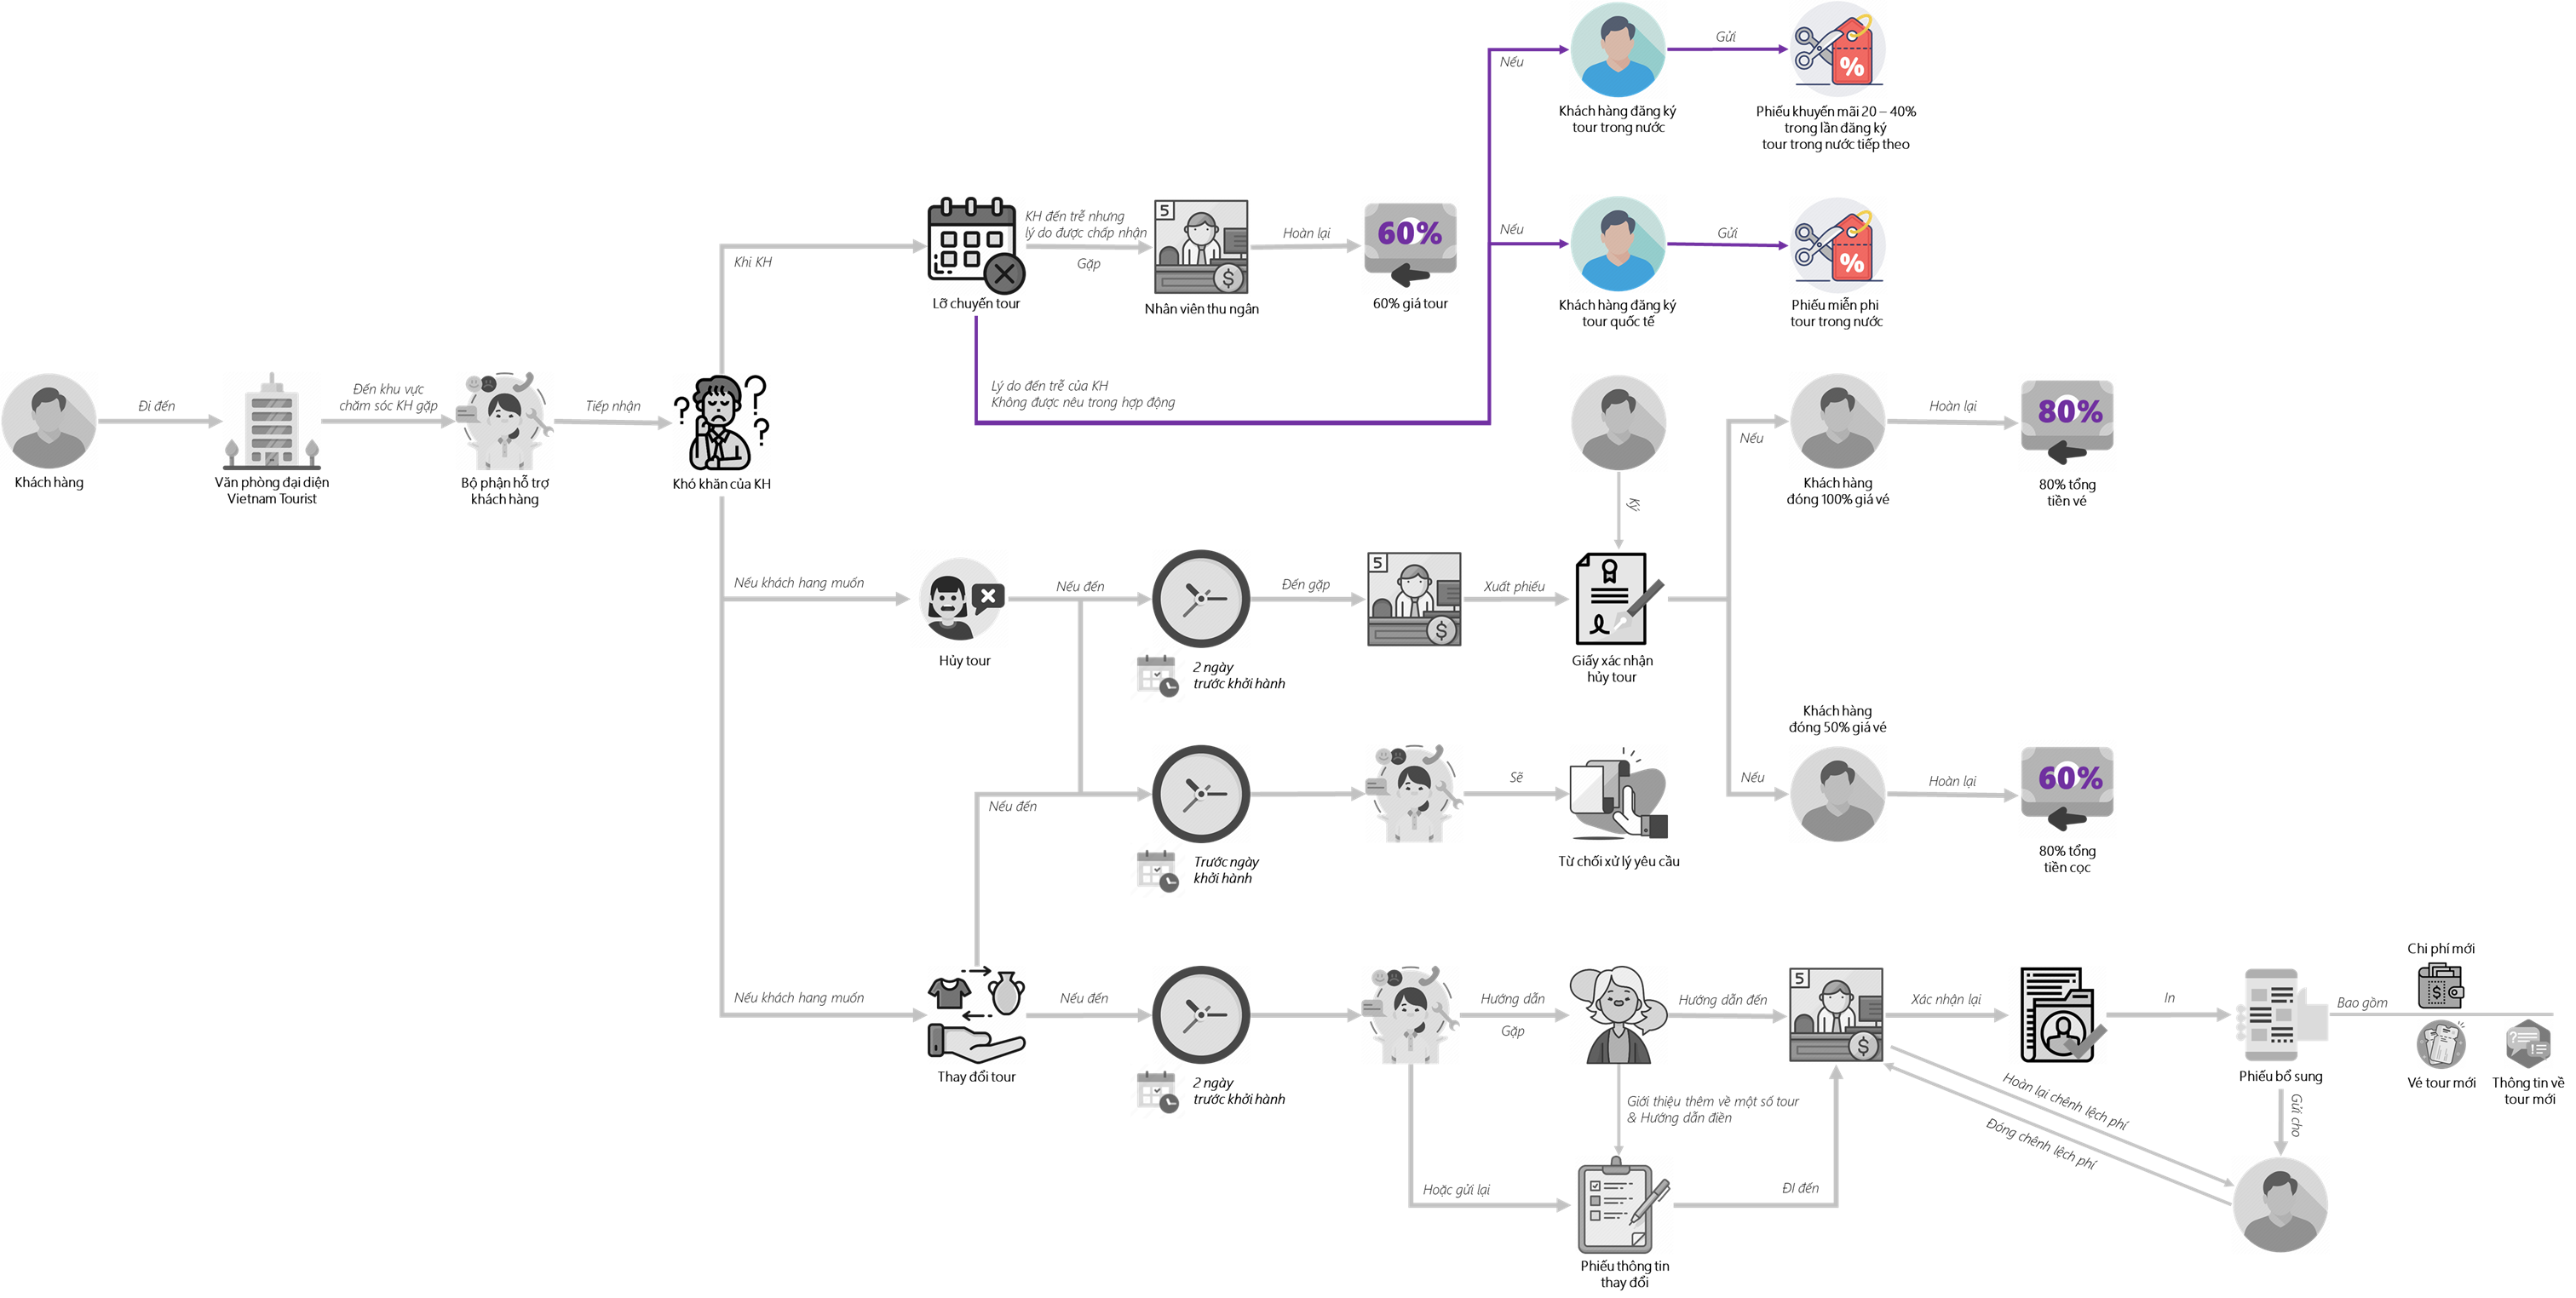 Khách hàng
Đi đến
Văn phòng đại diện
Vietnam Tourist
Đến khu vực
chăm sóc KH gặp
Bộ phận hỗ trợ
khách hàng
Tiếp nhận
Khó khăn của KH
Khi KH
Lỡ chuyến tour
KH đến trễ nhưng
lý do được chấp nhận
Gặp
5
$
Nhân viên thu ngân
Hoàn lại
60%
60% giá tour
Lý do đến trễ của KH
Không được nêu trong hợp động
Nếu
Khách hàng đăng ký
tour trong nước
Gửi
%
Phiếu khuyến mãi 20 – 40%
trong lần đăng ký
tour trong nước tiếp theo
Nếu
Khách hàng đăng ký
tour quốc tế
Gửi
%
Phiếu miễn phi
tour trong nước
Nếu khách hang muốn
Hủy tour
Nếu đến
2 ngày
trước khởi hành
Đến gặp
5
$
Xuất phiếu
Ký
Giấy xác nhận
hủy tour
Nếu
Khách hàng
đóng 100% giá vé
Hoàn lại
80%
80% tổng
tiền vé
Khách hàng
đóng 50% giá vé
Nếu
Hoàn lại
60%
80% tổng
tiền cọc
Nếu đến
Trước ngày
khởi hành
Sẽ
Từ chối xử lý yêu cầu
Nếu khách hang muốn
Thay đổi tour
Nếu đến
2 ngày
trước khởi hành
Hướng dẫn
Gặp
Hướng dẫn đến
5
$
Giới thiệu thêm về một số tour
& Hướng dẫn điền
Hoặc gửi lại
Phiếu thông tin
thay đổi
ĐI đến
Xác nhận lại
In
Phiếu bổ sung
Hoàn lại chênh lệch phí
Đóng chênh lệch phí
Gửi cho
Bao gồm
Chi phí mới
$
Vé tour mới
Thông tin về
tour mới